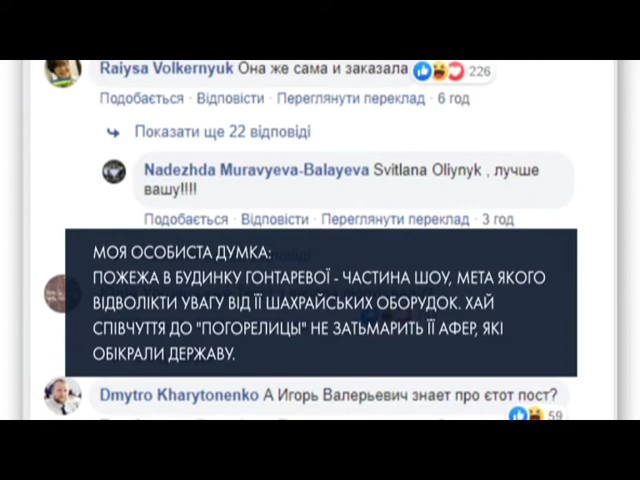 Raiysa Volkernyuk Она же сама и заказала
226
Подобається · Відповісти · Переглянути переклад · 6 год
Показати ще 22 відповіді
Nadezhda Muravyeva-Balayeva Svitlana Oliynyk , лучше
вашу!!!!
Подобається · Відповісти · Переглянути переклад · 3 год
МОЯ ОСОБИСТА ДУМКА:
ПОЖЕЖА В БУДИНКУ ГОНТАРЕВОЇ - ЧАСТИНА ШОУ, МЕТА ЯКОГО
ВІДВОЛІКТИ УВАГУ ВІД ЇЇ ШАХРАЙСЬКИХ ОБОРУДОК. ХАЙ
СПІВЧУТТЯ ДО "ПОГОРЕЛИЦЫ" НЕ ЗАТЬМАРИТЬ ЇЇ АФЕР, ЯКІ
ОБІКРАЛИ ДЕРЖАВУ.
Dmytro Kharytonenko А Игорь Валерьевич знает про єтот пост?
59